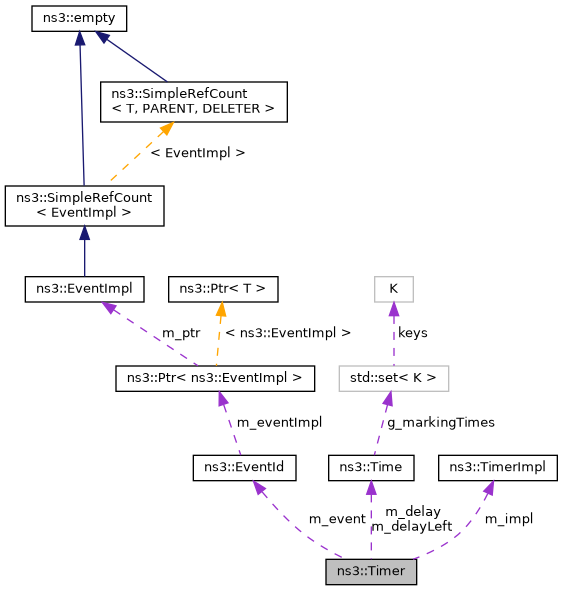 ns3::empty
ns3::SimpleRefCount
< T, PARENT, DELETER >
< EventImpl >
ns3::SimpleRefCount
< EventImpl >
ns3::EventImpl
ns3::Ptr< T >
K
m_ptr
< ns3::EventImpl >
keys
ns3::Ptr< ns3::EventImpl >
std::set< K >
m_eventImpl
g_markingTimes
ns3::EventId
ns3::Time
ns3::TimerImpl
m_event
m_delay
m_delayLeft
m_impl
ns3::Timer